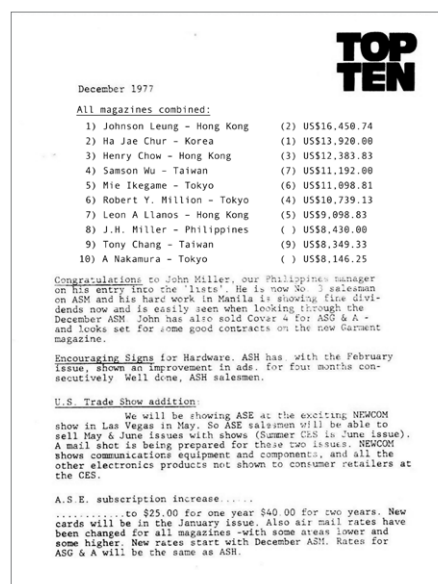 TOP
TEN
December 1977
All magazines combined:
1) Johnson Leung – Hong Kong (2) US$16,450.74
2) Ha Jae Chur – Korea (1) US$13,920.00
3) Henry Chow – Hong Kong (3) US$12,383.83
4) Samson Wu – Taiwan (7) US$11,192.00
5) Mie Ikegame – Tokyo (6) US$11,098.81
6) Robert Y. Million – Tokyo (4) US$10,739.13
7) Leon A Llanos – Hong Kong (5) US$9,098.83
8) J.H. Miller – Philippines ( ) US$8,430.00
9) Tony Chang – Taiwan (9) US$8,349.33
10) A Nakamura – Tokyo ( ) US$8,146.25
Congratulations to John Miller, our Philippines manager
on his entry into the 'lists'. He is now No. 3 salesman
on ASM and his hard work in Manila is showing fine divi-
dends now and is easily seen when looking through the
December ASM. John has also sold Cover 4 for ASG & A -
and looks set for some good contracts on the new Garment
magazine.
Encouraging Signs for Hardware. ASH has with the February
issue, shown an improvement in ads. for four months con-
secutively Well done, ASH salesmen.
U.S. Trade Show addition
We will be showing ASE at the exciting NEWCOM
show in Las Vegas in May. So ASE salesmen will be able to
sell May & June issues with shows (Summer CES is June issue).
A mail shot is being prepared for these two issues. NEWCOM
shows communications equipment and components, and all the
other electronics products not shown to consumer retailers at
the CES.
A.S.E. subscription increase......
............to $25.00 for one year $40.00 for two years. New
cards will be in the January issue. Also air mail rates have
been changed for all magazines -with some areas lower and
some higher. New rates start with December ASM. Rates for
ASG & A will be the same as ASH.